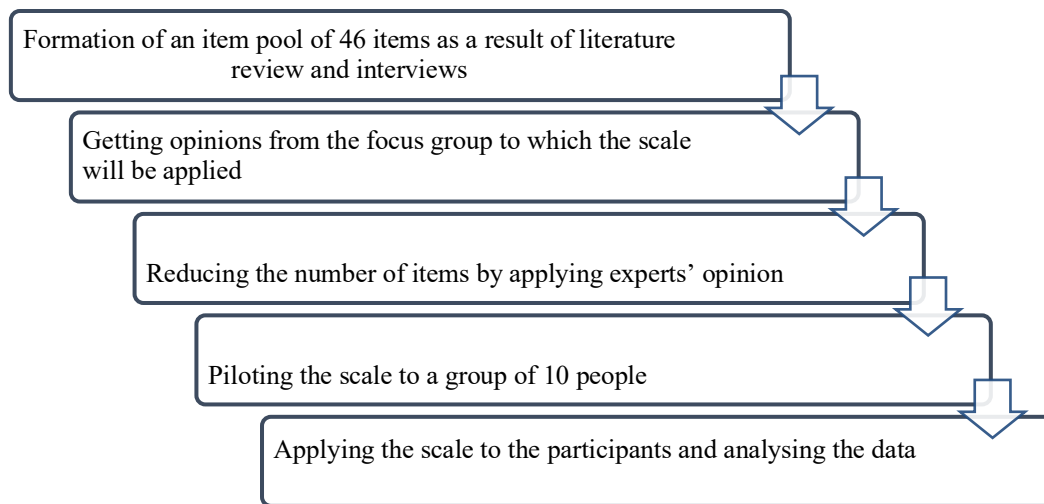 Formation of an item pool of 46 items as a result of literature
review and interviews
Getting opinions from the focus group to which the scale
will be applied
Reducing the number of items by applying experts’ opinion
Piloting the scale to a group of 10 people
Applying the scale to the participants and analysing the data